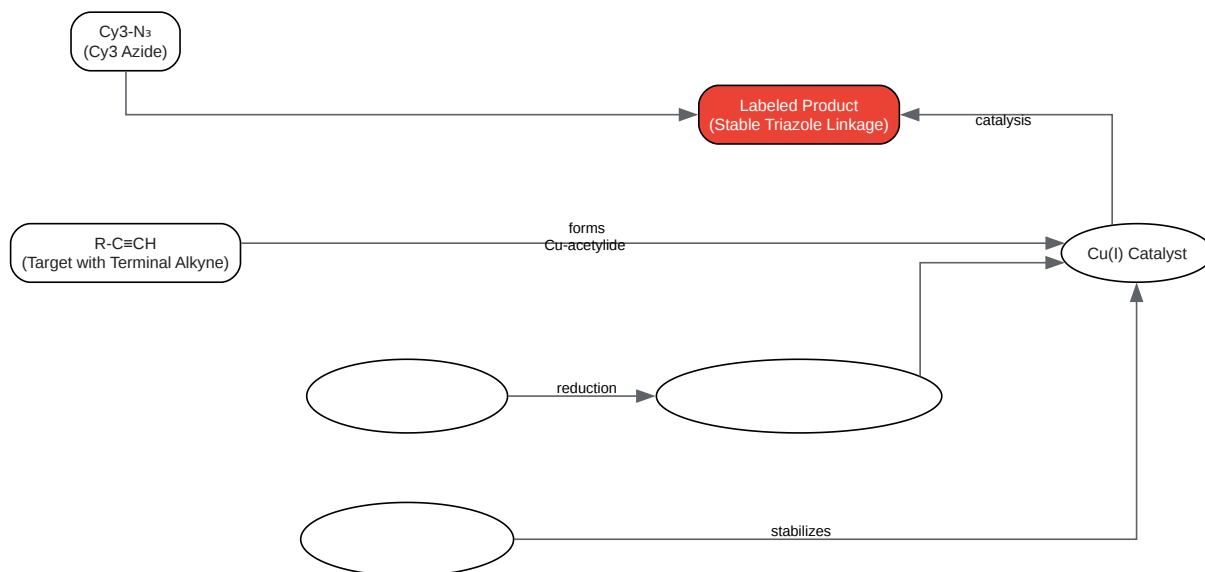 Cy3-N₃
(Cy3 Azide)
Labeled Product
(Stable Triazole Linkage)
catalysis
forms
Cu-acetylide
R-C≡CH
(Target with Terminal Alkyne)
Cu(I) Catalyst
reduction
stabilizes